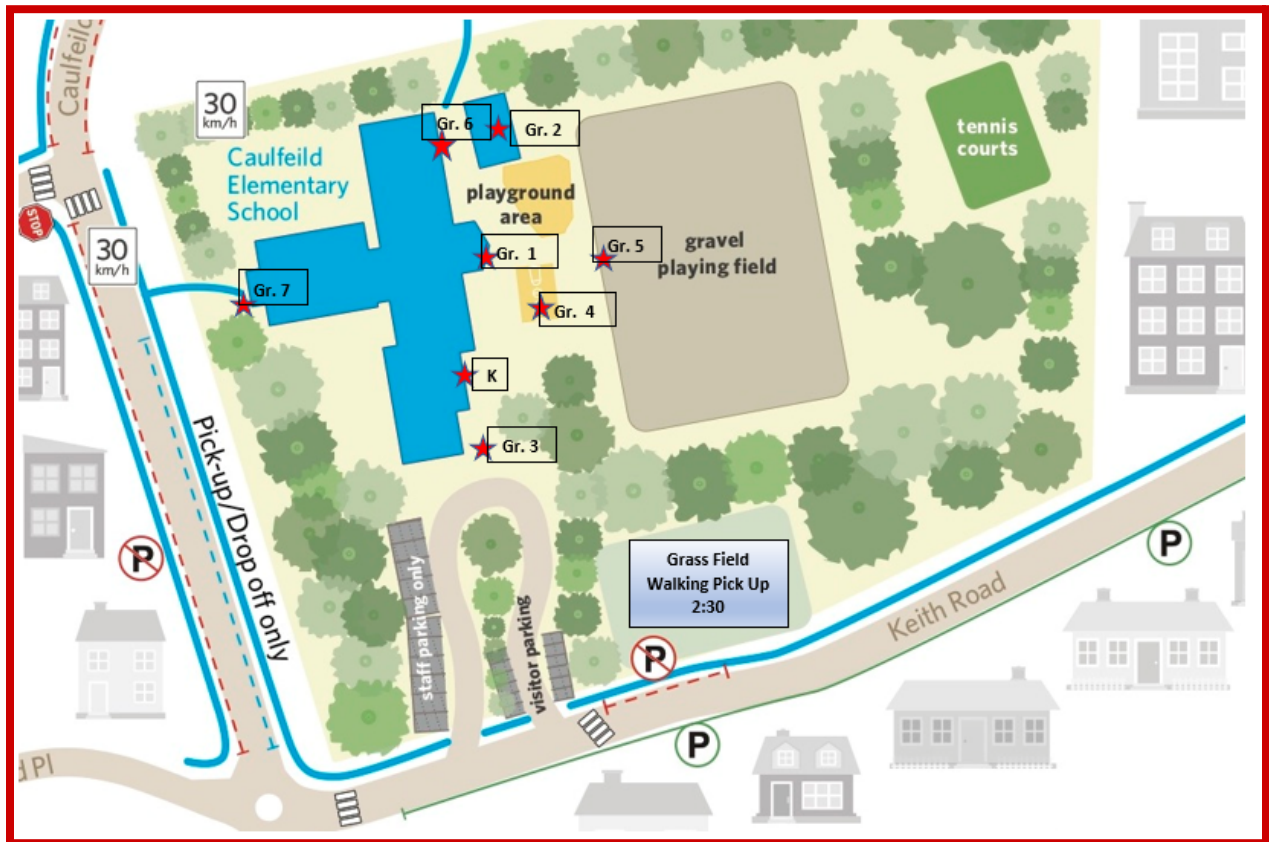 Caulfeild
30
km/h
Gr. 6
Gr. 2
tennis
courts
Caulfeild
Elementary
School
playground
area
STOP
30
km/h
Gr. 1
Gr. 5
gravel
playing field
Gr. 7
Gr. 4
K
Gr. 3
Pick-up/Drop off only
P
staff parking only
visitor parking
Grass Field
Walking Pick Up
2:30
P
Keith Road
P
P
d Pl